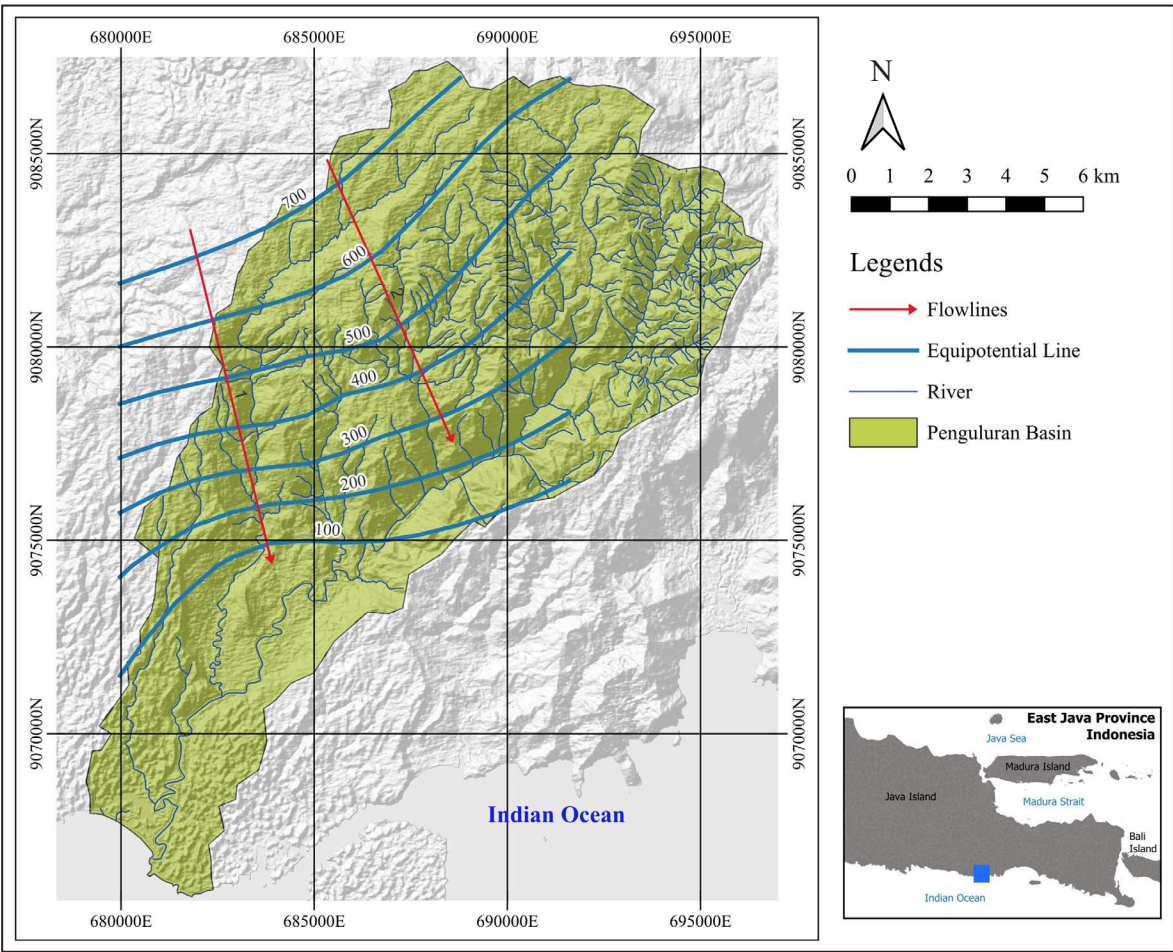 680000E
685000E
690000E
695000E
9085000N
9085000N
9080000N
9080000N
9075000N
9075000N
9070000N
9070000N
700
600
500
400
300
200
100
1
2
Indian Ocean
680000E
685000E
690000E
695000E
N
0 1 2 3 4 5 6 km
Legends
Flowlines
Equipotential Line
River
Penguluran Basin
East Java Province
Indonesia
Java Sea
Madura Island
Java Island
Madura Strait
Bali
Island
Indian Ocean